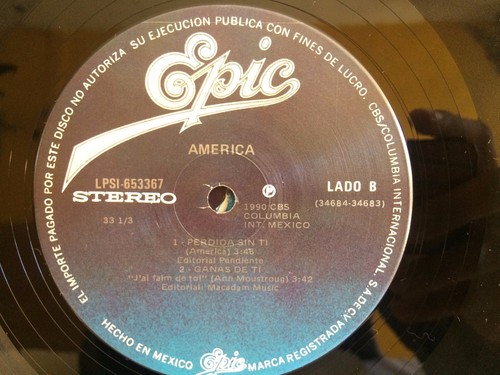 EL IMPORTE PAGADO POR ESTE DISCO NO AUTORIZA SU EJECUCION PUBLICA CON FINES DE LUCRO. CBS/COLUMBIA INTERNACIONAL, S.A. DE C.V.
Epic
AMERICA
LPSI-653367
STEREO
33 1/3
℗
1990 CBS
COLUMBIA
INT. MEXICO
LADO B
(34684-34683)
1 - PERDIDA SIN TI
(America) 3:46
Editorial Pendiente
2 - GANAS DE TI
"J'ai faim de toi" (Ann Moustrous) 3:42
Editorial: Macadam Music
HECHO EN MEXICO
Epic
MARCA REGISTRADA